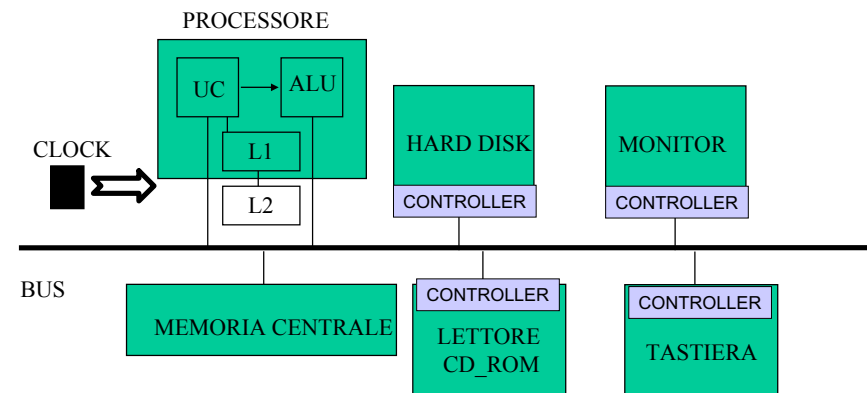 PROCESSORE
UC
ALU
L1
L2
CLOCK
HARD DISK
CONTROLLER
MONITOR
CONTROLLER
BUS
MEMORIA CENTRALE
CONTROLLER
LETTORE
CD_ROM
CONTROLLER
TASTIERA